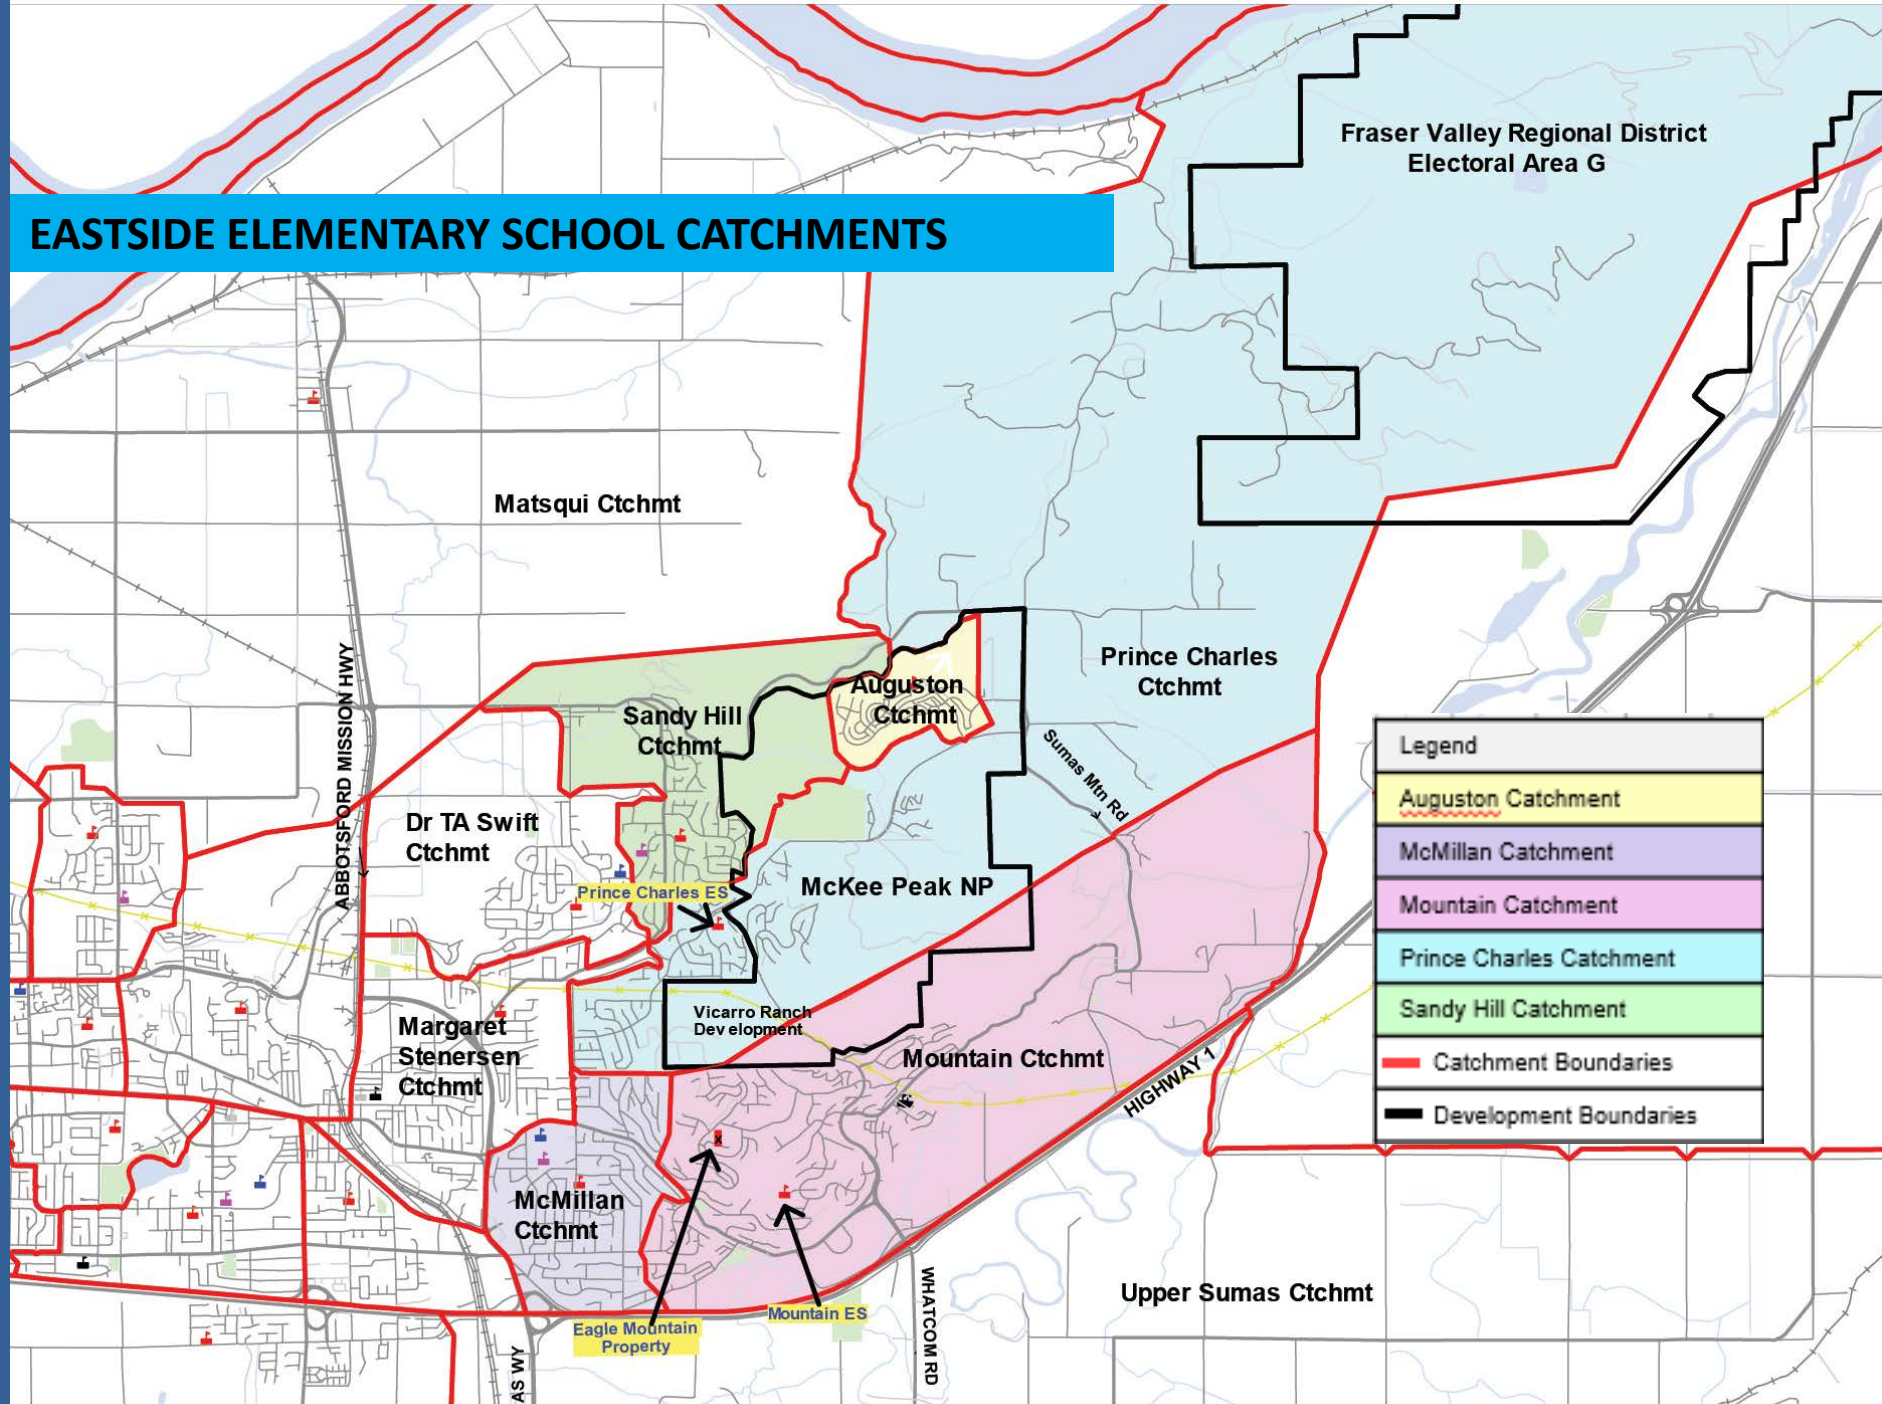 Fraser Valley Regional District
Electoral Area G
EASTSIDE ELEMENTARY SCHOOL CATCHMENTS
Matsqui Ctchmt
ABBOTSFORD MISSION HWY
Sandy Hill
Ctchmt
Auguston
Ctchmt
Prince Charles
Ctchmt
Sumas Mtn Rd
Dr TA Swift
Ctchmt
Prince Charles ES
McKee Peak NP
Vicarro Ranch
Development
Margaret
Stenersen
Ctchmt
Mountain Ctchmt
HIGHWAY 1
McMillan
Ctchmt
Eagle Mountain
Property
Mountain ES
WHATCOM RD
AS WY
Upper Sumas Ctchmt
Legend
Auguston Catchment
McMillan Catchment
Mountain Catchment
Prince Charles Catchment
Sandy Hill Catchment
Catchment Boundaries
Development Boundaries